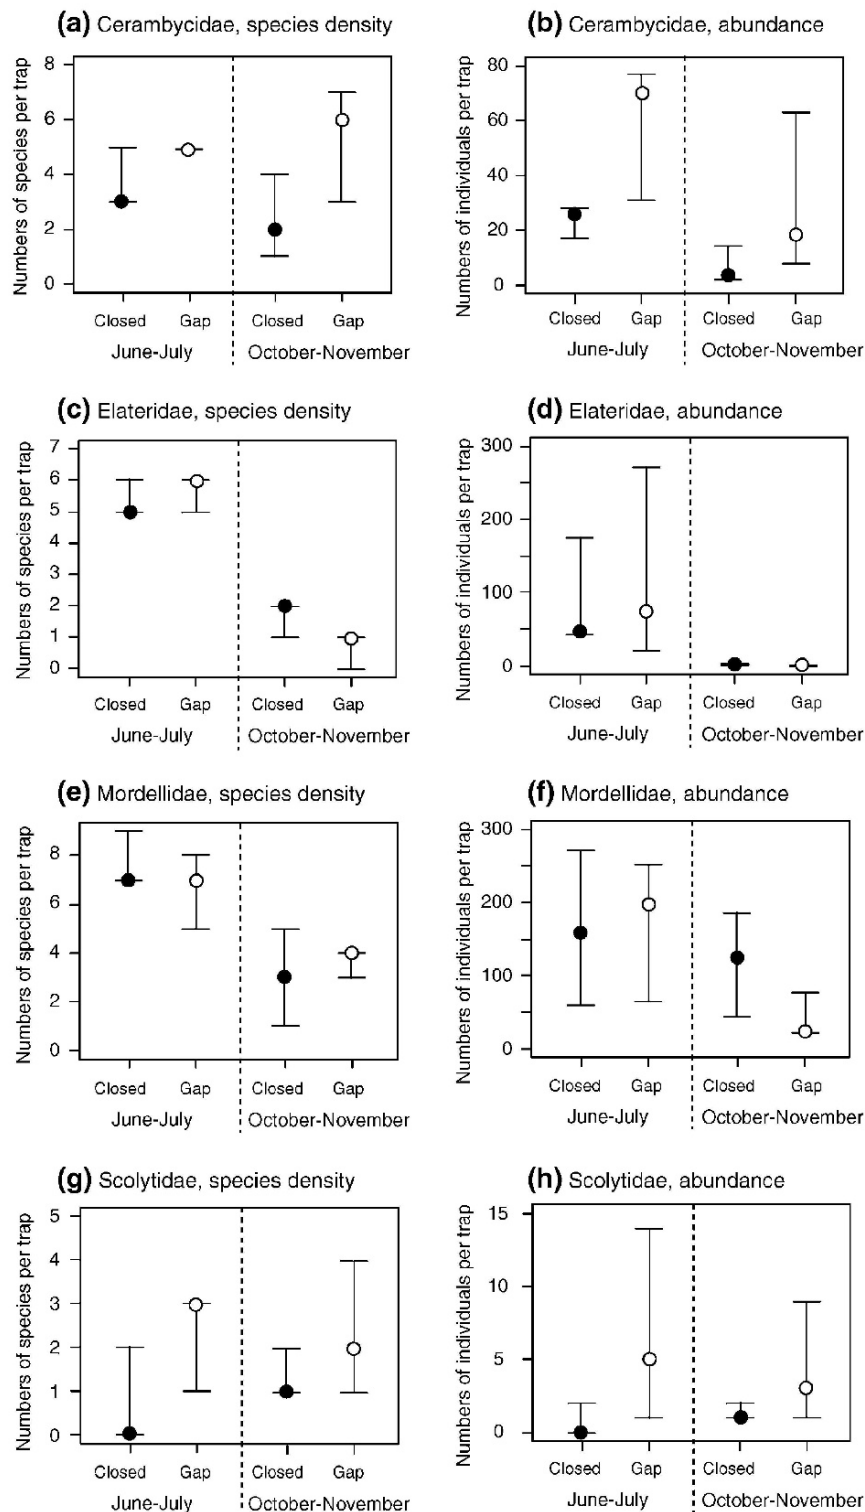 (a) Cerambycidae, species density
Numbers of species per trap
8
6
4
2
0
Closed Gap Closed Gap
June-July October-November
(b) Cerambycidae, abundance
Numbers of individuals per trap
80
60
40
20
0
Closed Gap Closed Gap
June-July October-November
(c) Elateridae, species density
Numbers of species per trap
7
6
5
4
3
2
1
0
Closed Gap Closed Gap
June-July October-November
(d) Elateridae, abundance
Numbers of individuals per trap
300
200
100
0
Closed Gap Closed Gap
June-July October-November
(e) Mordellidae, species density
Numbers of species per trap
8
6
4
2
0
Closed Gap Closed Gap
June-July October-November
(f) Mordellidae, abundance
Numbers of individuals per trap
300
200
100
0
Closed Gap Closed Gap
June-July October-November
(g) Scolytidae, species density
Numbers of species per trap
5
4
3
2
1
0
Closed Gap Closed Gap
June-July October-November
(h) Scolytidae, abundance
Numbers of individuals per trap
15
10
5
0
Closed Gap Closed Gap
June-July October-November